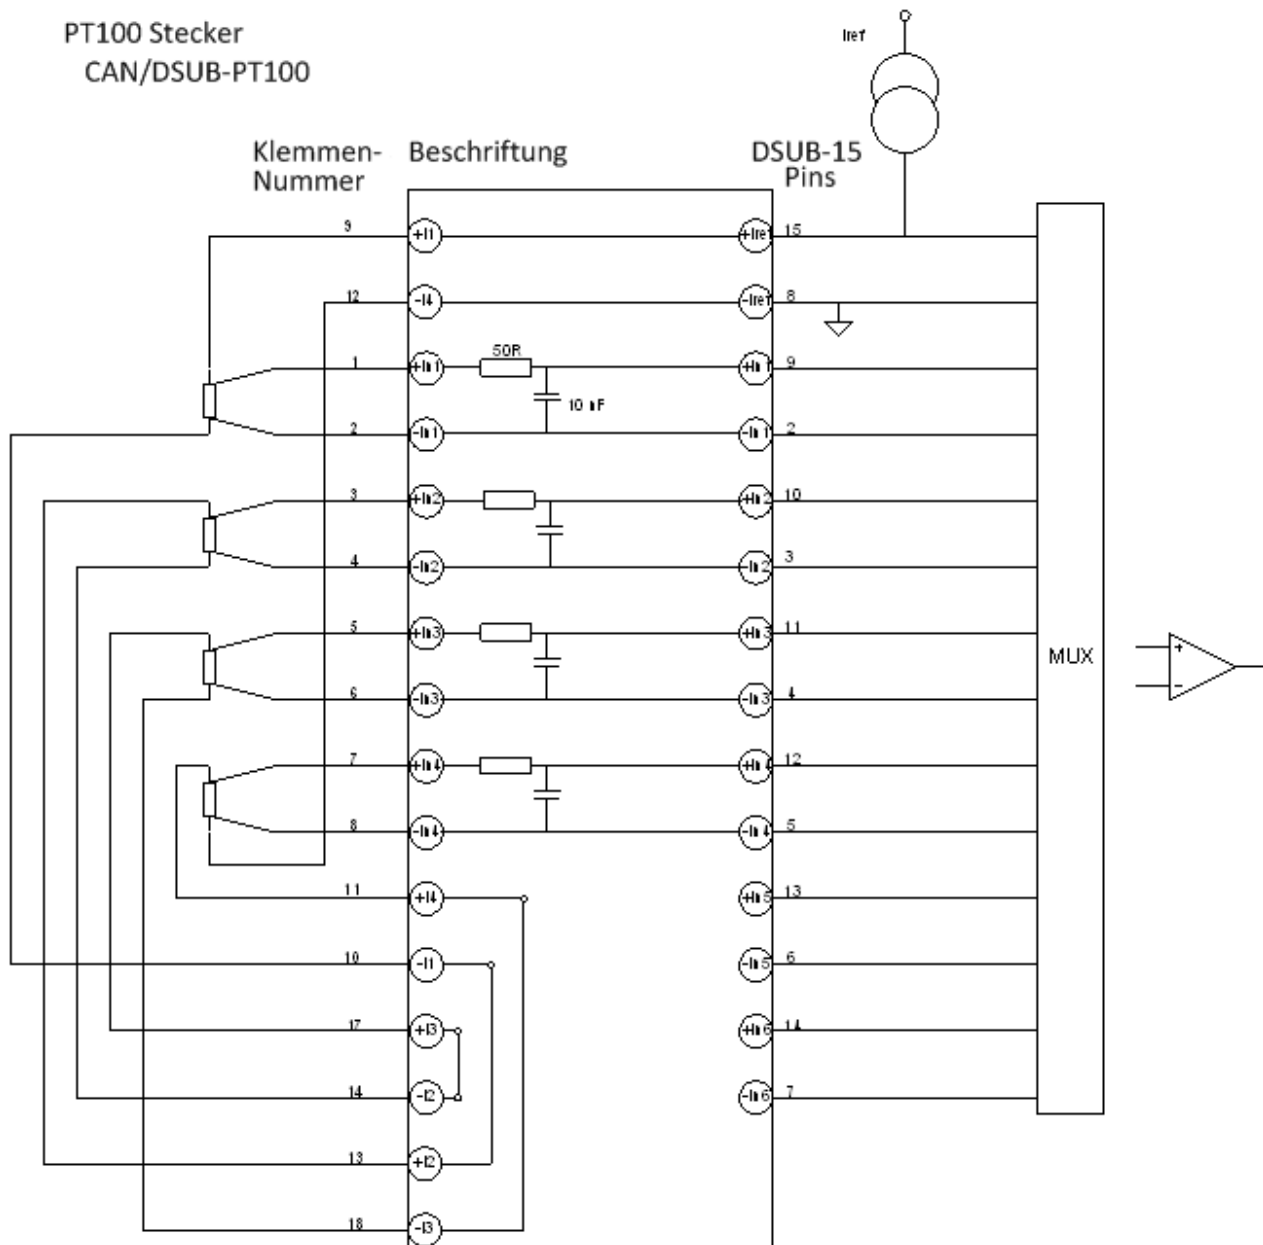 PT100 Stecker
CAN/DSUB-PT100
Iref
Klemmen- Beschriftung DSUB-15
Nummer Pins
9 +I1 +Iref 15
12 -I4 -Iref 8
50R
1 +In1 +In1 9
10 nF
2 -In1 -In1 2
3 +In2 +In2 10
4 -In2 -In2 3
5 +In3 +In3 11
MUX
+
-
6 -In3 -In3 4
7 +In4 +In4 12
8 -In4 -In4 5
11 +I4 +In5 13
10 -I1 -In5 6
17 +I3 +In6 14
14 -I2 -In6 7
13 +I2
18 -I3